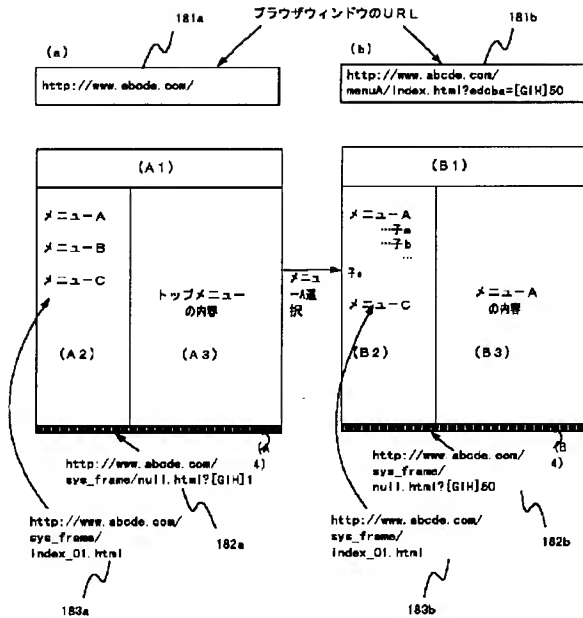 181a
ブラウザウィンドウのURL
181b
(a)
(b)
http://www.abcde.com/
http://www.abcde.com/
menuA/index.html?edaba=[GIH]50
(A1)
メニューA
メニューB
メニューC
トップメニュー
の内容
(A2)
(A3)
メニュ
ーA選
択
(B1)
メニューA
…子a
…子b
…
メニューC
メニューA
の内容
(B2)
(B3)
(A
4)
http://www.abcde.com/
sys_frame/null.html?[GIH]1
182a
http://www.abcde.com/
sys_frame/
index_01.html
183a
(B
4)
http://www.abcde.com/
sys_frame/
null.html?[GIH]50
182b
http://www.abcde.com/
sys_frame/
index_01.html
183b